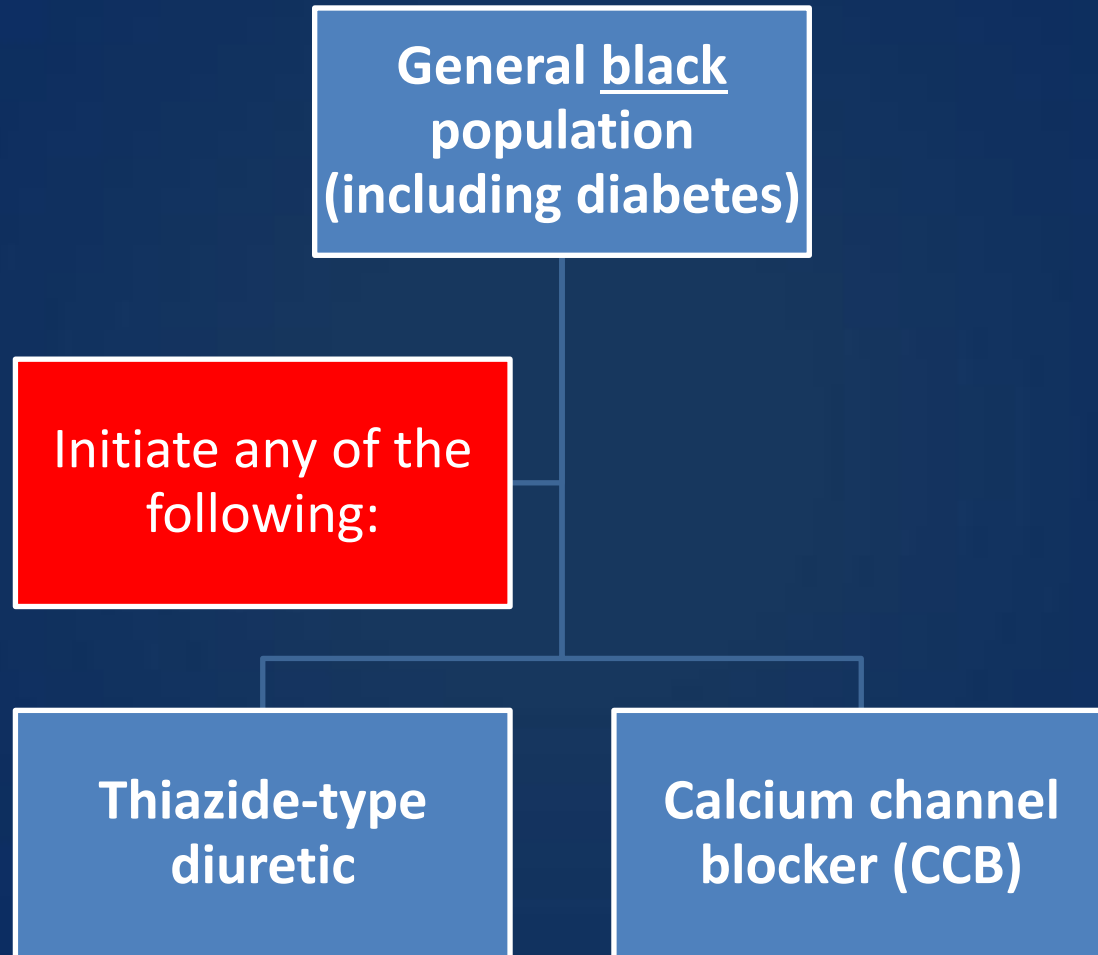 General black
population
(including diabetes)
Initiate any of the
following:
Thiazide-type
diuretic
Calcium channel
blocker (CCB)